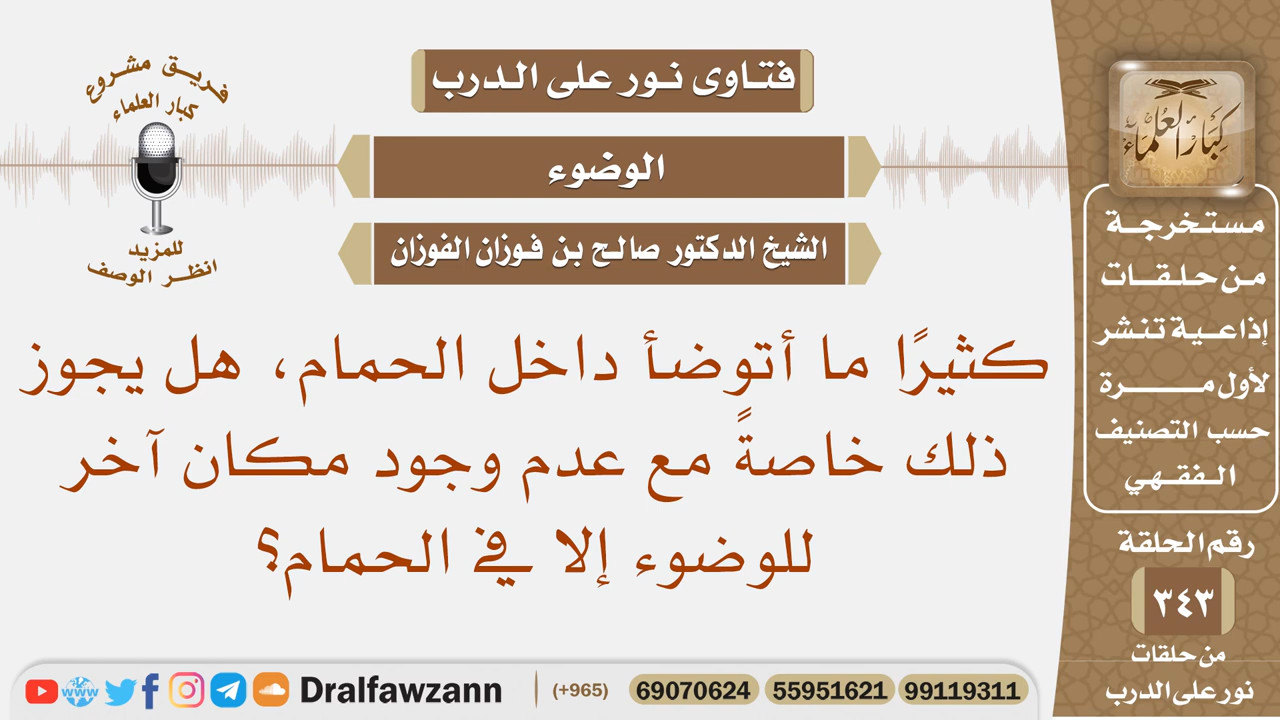 فتاوى نور على الدرب
الوضوء
الشيخ الدكتور صالح بن فوزان الفوزان
كثيرًا ما أتوضأ داخل الحمام، هل يجوز
ذلك خاصةً مع عدم وجود مكان آخر
للوضوء إلا في الحمام؟
فريق مشروع
كبار العلماء
للمزيد
انظر الوصف
كبار العلماء
مستخرجة
من حلقات
إذاعية تنشر
لأول مرة
حسب التصنيف
الفقهي
رقم الحلقة
٣٤٣
من حلقات
نور على الدرب
www
Dralfawzann
(+965) 69070624 55951621 99119311